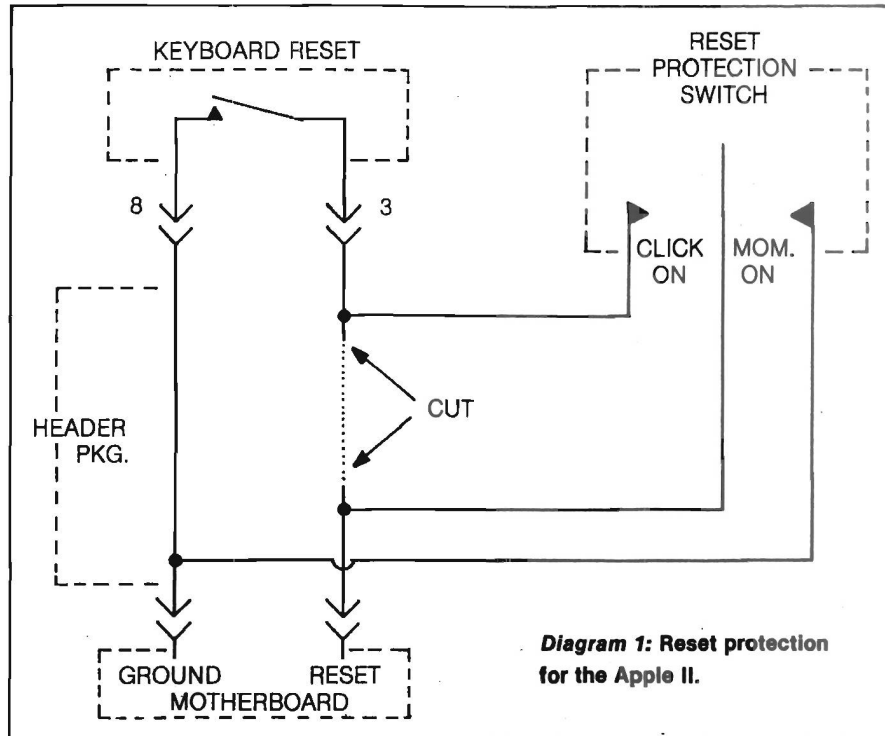 KEYBOARD RESET
RESET
PROTECTION
SWITCH
8
3
CLICK
ON
MOM.
ON
CUT
HEADER
PKG.
GROUND
RESET
MOTHERBOARD
Diagram 1: Reset protection
for the Apple II.